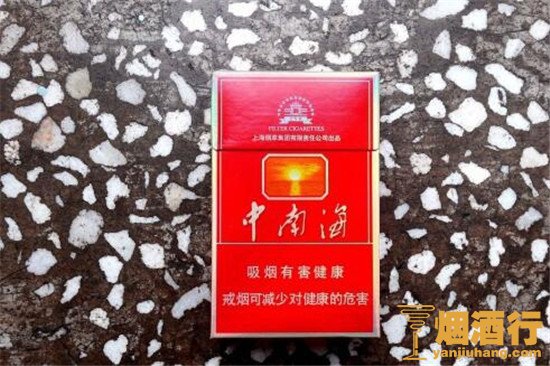 FILTER CIGARETTES
上海烟草集团有限责任公司出品
中南海
吸烟有害健康
戒烟可减少对健康的危害
烟酒行
yanjiuhang.com